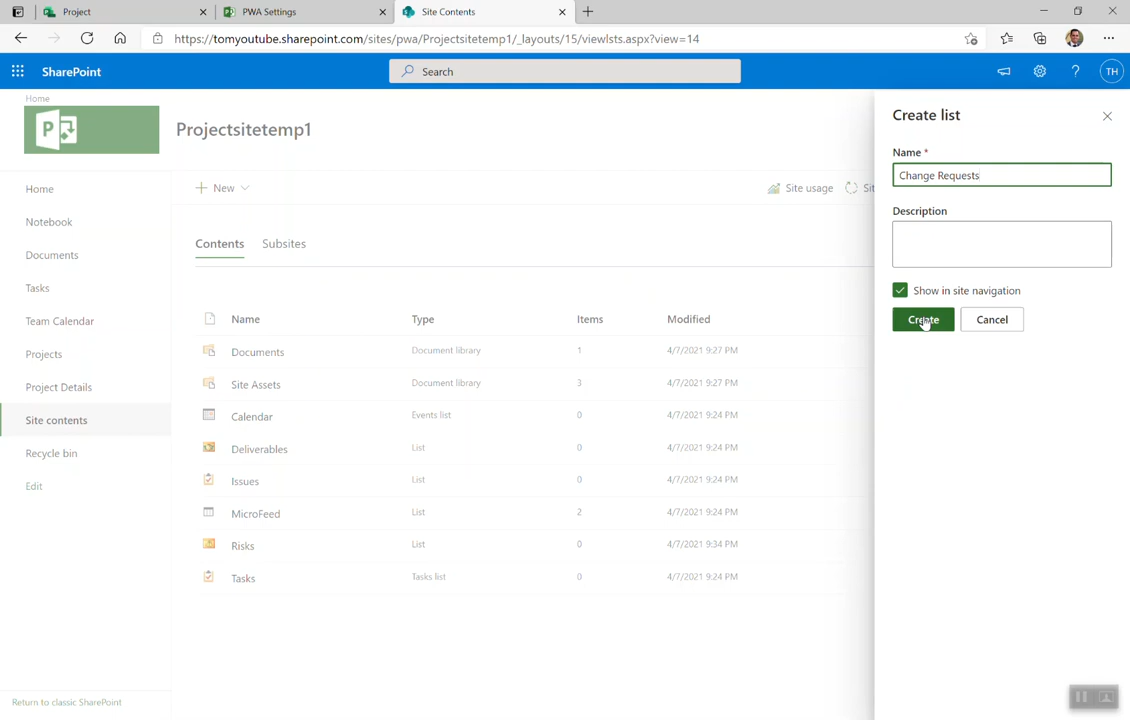 Project
PWA Settings
Site Contents
https://tomyoutube.sharepoint.com/sites/pwa/Projectsitetemp1/_layouts/15/viewlsts.aspx?view=14
SharePoint
Search
TH
Home
Projectsitetemp1
Create list
Name *
Change Requests
Description
Show in site navigation
Create
Cancel
Home
Notebook
Documents
Tasks
Team Calendar
Projects
Project Details
Site contents
Recycle bin
Edit
Return to classic SharePoint
New
Site usage
Sit
Contents
Subsites
Name Type Items Modified
Documents Document library 1 4/7/2021 9:27 PM
Site Assets Document library 3 4/7/2021 9:27 PM
Calendar Events list 0 4/7/2021 9:24 PM
Deliverables List 0 4/7/2021 9:24 PM
Issues List 0 4/7/2021 9:24 PM
MicroFeed List 2 4/7/2021 9:24 PM
Risks List 0 4/7/2021 9:34 PM
Tasks Tasks list 0 4/7/2021 9:24 PM